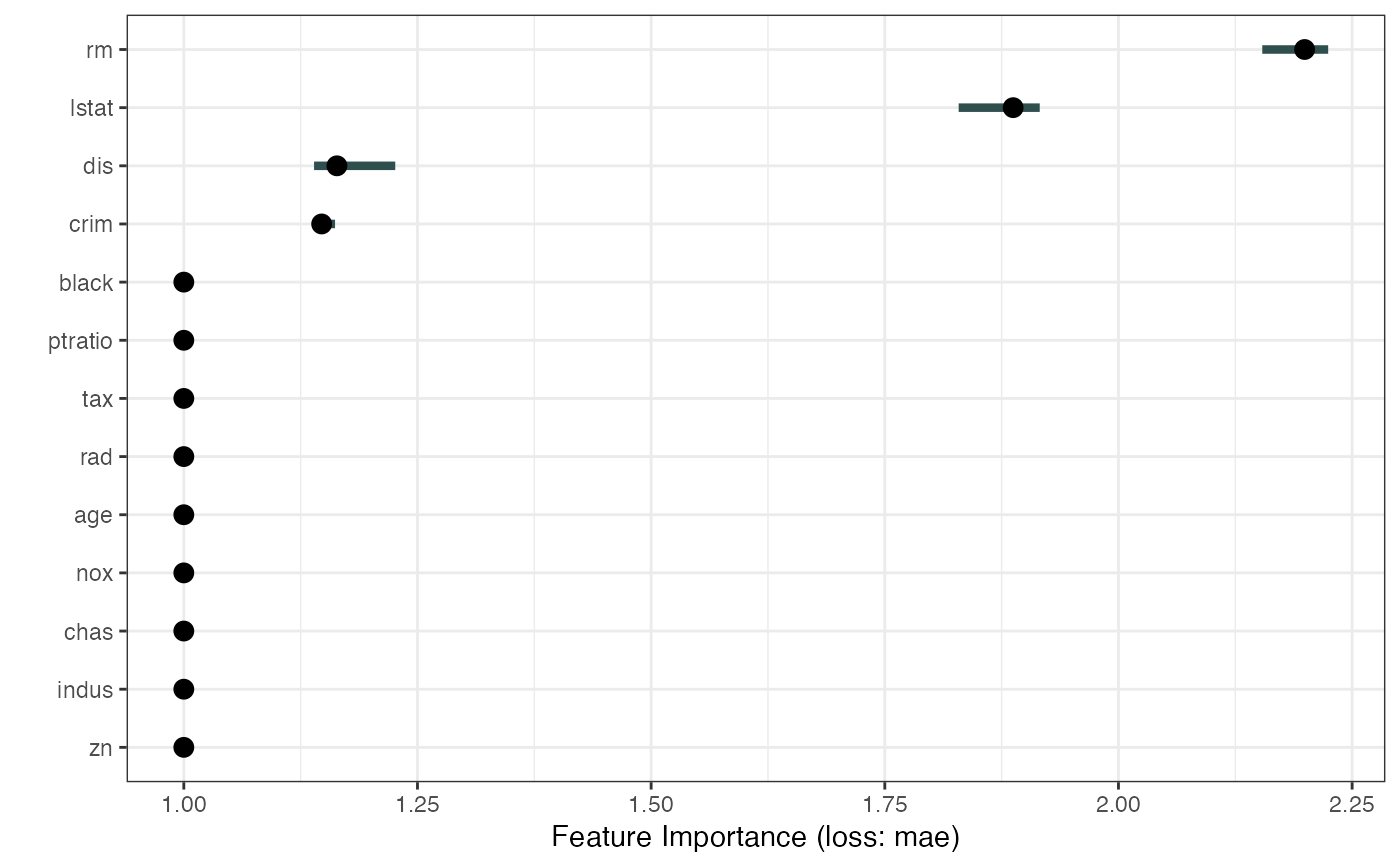 rm
lstat
dis
crim
black
ptratio
tax
rad
age
nox
chas
indus
zn
1.00 1.25 1.50 1.75 2.00 2.25
Feature Importance (loss: mae)